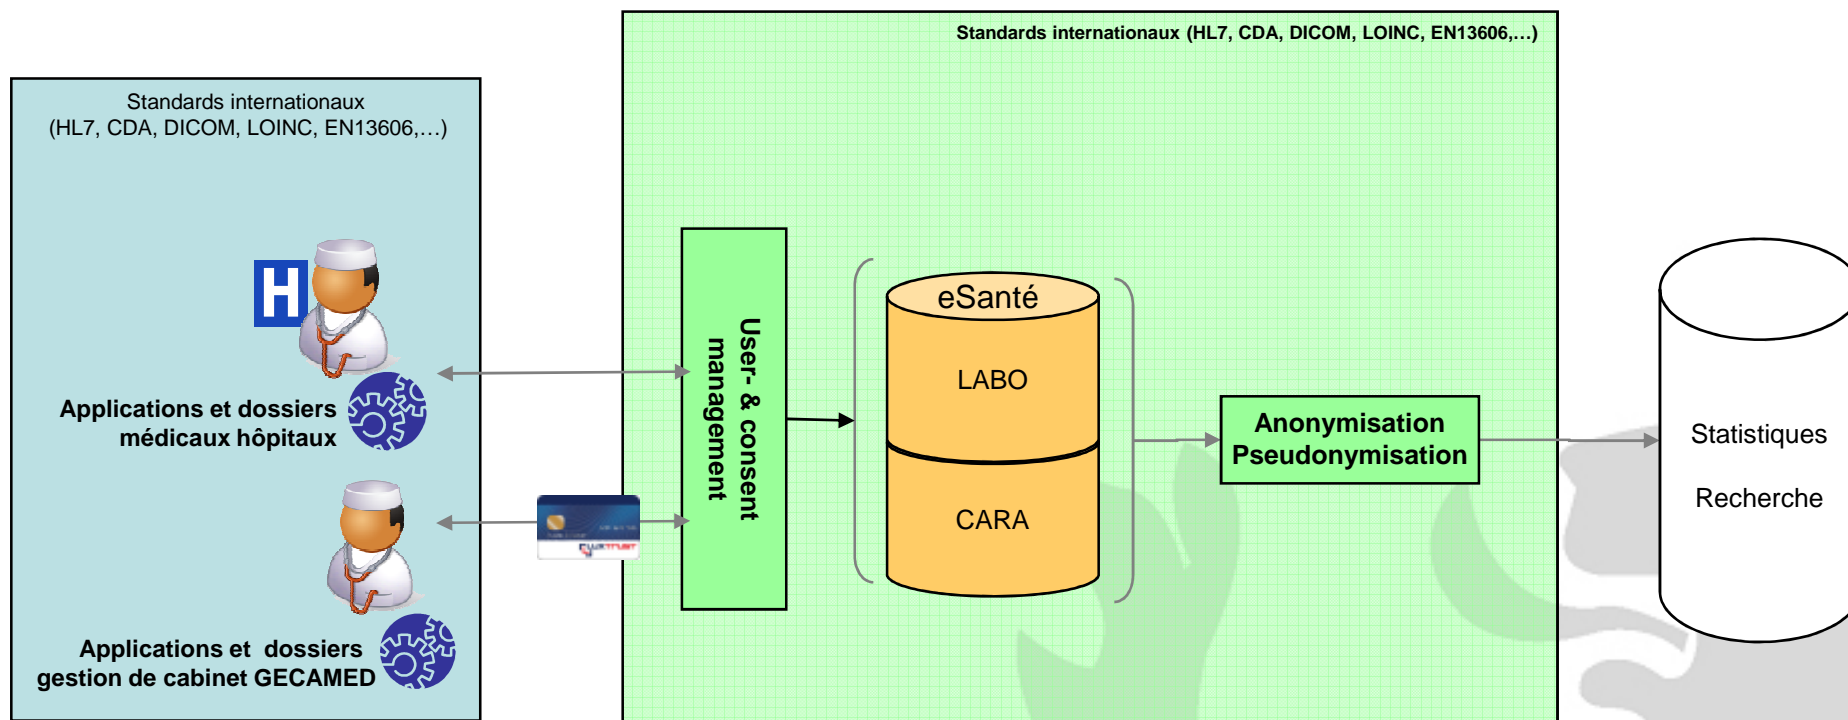 Standards internationaux (HL7, CDA, DICOM, LOINC, EN13606,…)
Standards internationaux
(HL7, CDA, DICOM, LOINC, EN13606,…)
H
Applications et dossiers
médicaux hôpitaux
Applications et dossiers
gestion de cabinet GECAMED
LUXTRUST
User- & consent
management
eSanté
LABO
CARA
Anonymisation
Pseudonymisation
Statistiques
Recherche